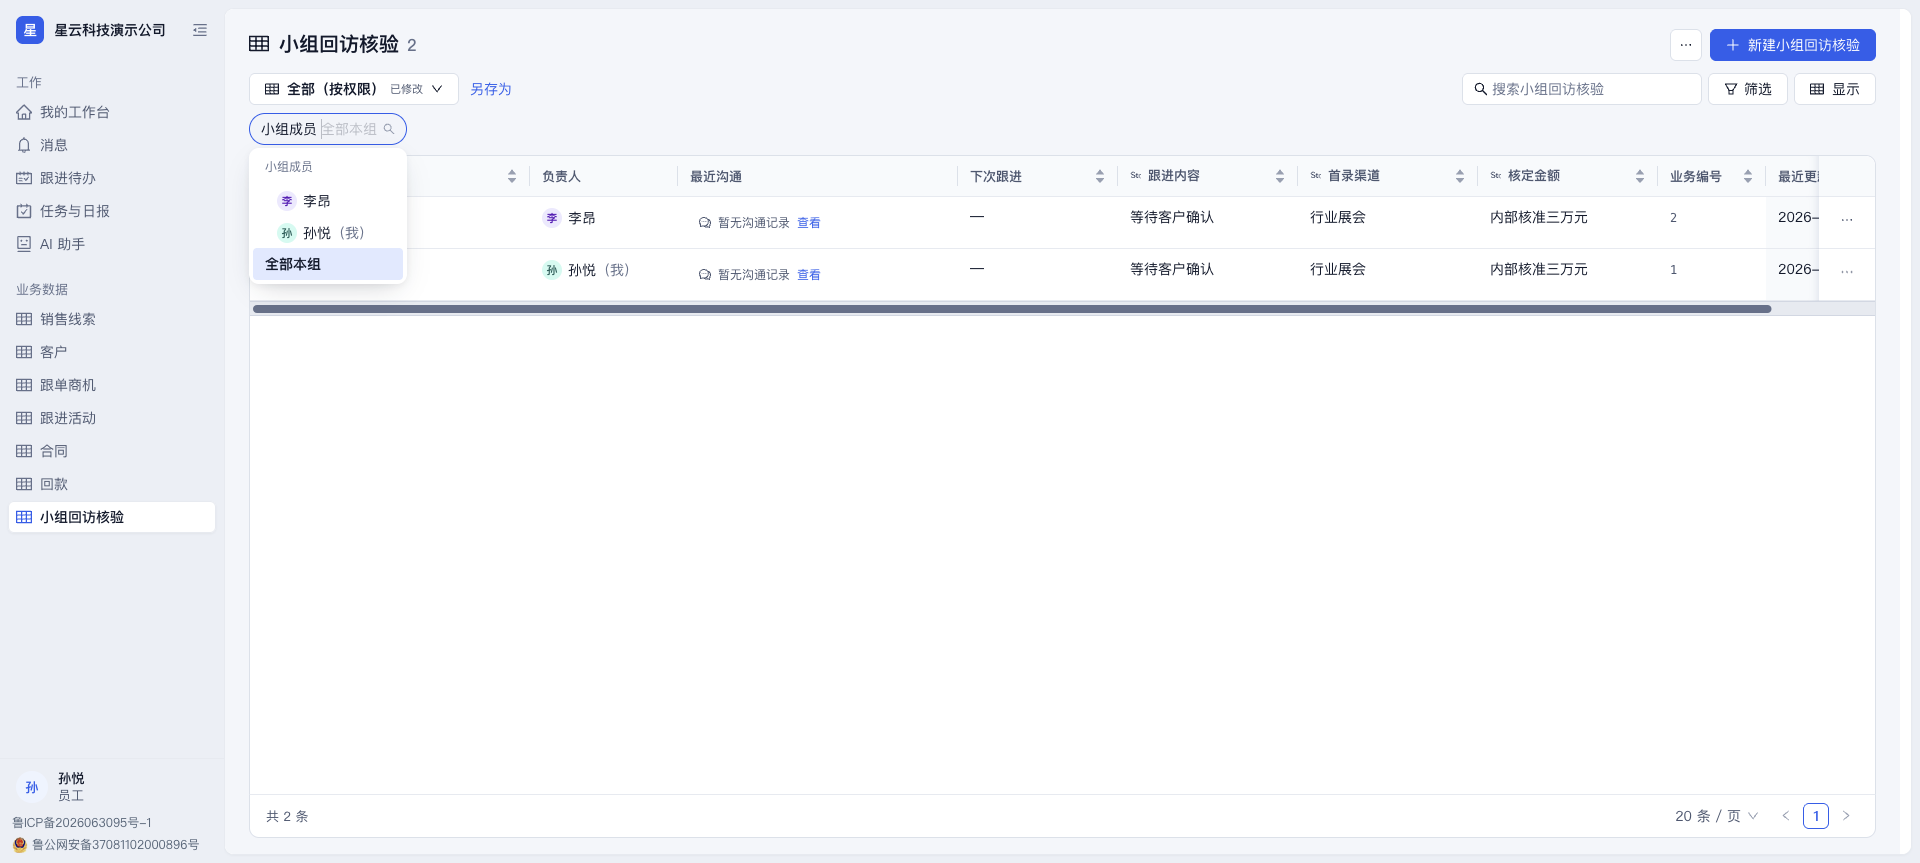 星 星云科技演示公司
工作
我的工作台
消息
跟进待办
任务与日报
AI 助手
业务数据
销售线索
客户
跟单商机
跟进活动
合同
回款
小组回访核验
孙 孙悦
员工
鲁ICP备2026063095号-1
鲁公网安备37081102000896号
小组回访核验 2
··· 新建小组回访核验
全部（按权限） 已修改 另存为
搜索小组回访核验 筛选 显示
小组成员 全部本组
小组成员
李 李昂
孙 孙悦（我）
全部本组
负责人 最近沟通 下次跟进 Str 跟进内容 Str 首录渠道 Str 核定金额 业务编号 最近更
李 李昂 暂无沟通记录 查看 — 等待客户确认 行业展会 内部核准三万元 2 2026- ...
孙 孙悦（我） 暂无沟通记录 查看 — 等待客户确认 行业展会 内部核准三万元 1 2026- ...
共 2 条
20 条 / 页 < 1 >